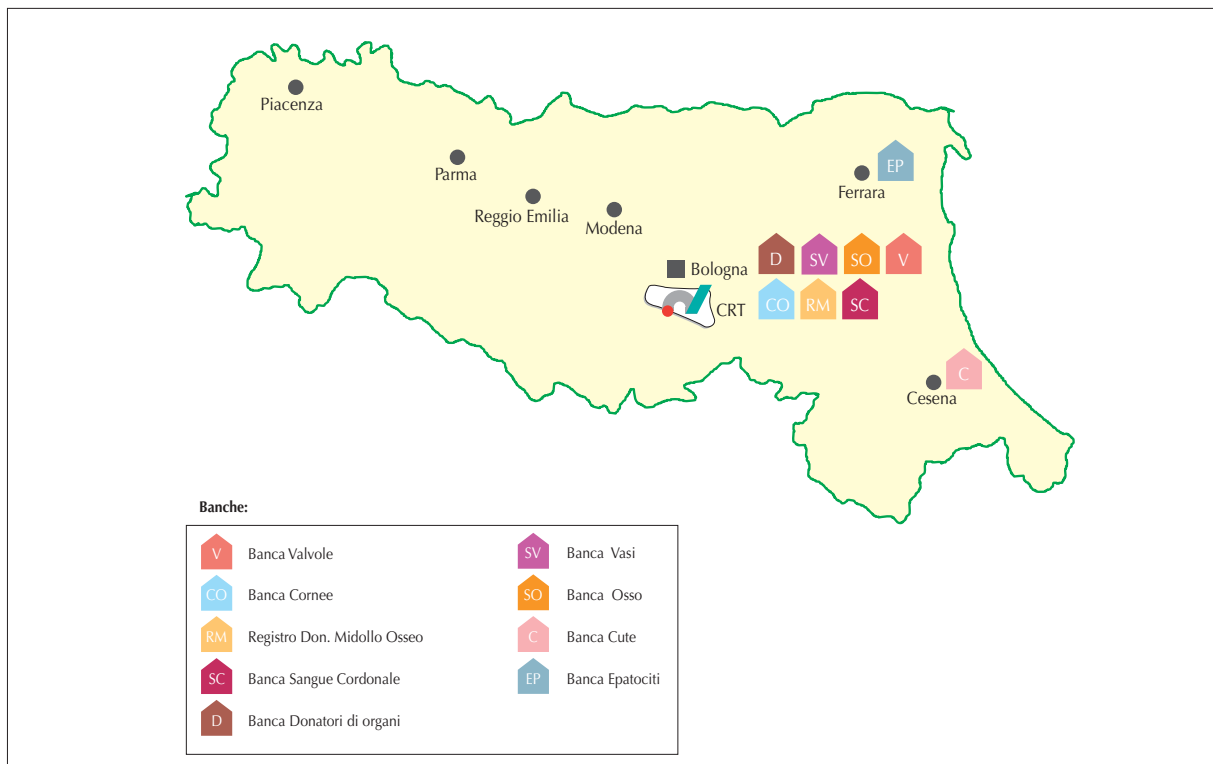 Piacenza
Parma
EP
Ferrara
Reggio Emilia
Modena
D SV SO V
Bologna
CO RM SC
CRT
C
Cesena
Banche:
V Banca Valvole
CO Banca Cornee
RM Registro Don. Midollo Osseo
SC Banca Sangue Cordonale
D Banca Donatori di organi
SV Banca Vasi
SO Banca Osso
C Banca Cute
EP Banca Epatociti